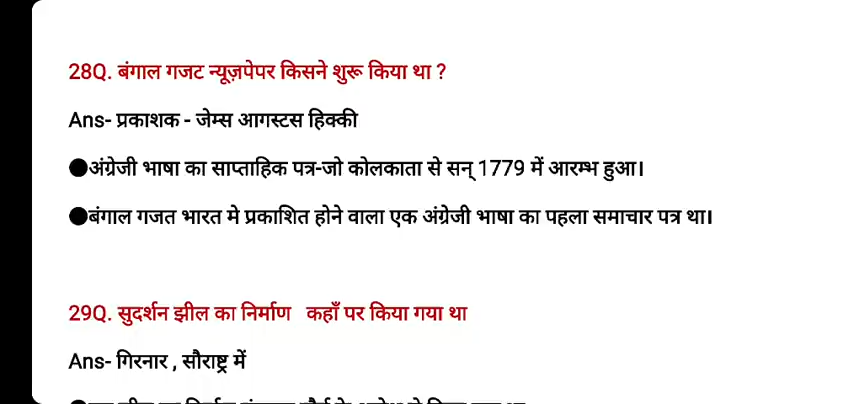 28Q. बंगाल गजट न्यूज़पेपर किसने शुरू किया था ?
Ans- प्रकाशक - जेम्स आगस्टस हिक्की
●अंग्रेजी भाषा का साप्ताहिक पत्र-जो कोलकाता से सन् 1779 में आरम्भ हुआ।
●बंगाल गजत भारत मे प्रकाशित होने वाला एक अंग्रेजी भाषा का पहला समाचार पत्र था।
29Q. सुदर्शन झील का निर्माण कहाँ पर किया गया था
Ans- गिरनार , सौराष्ट्र में